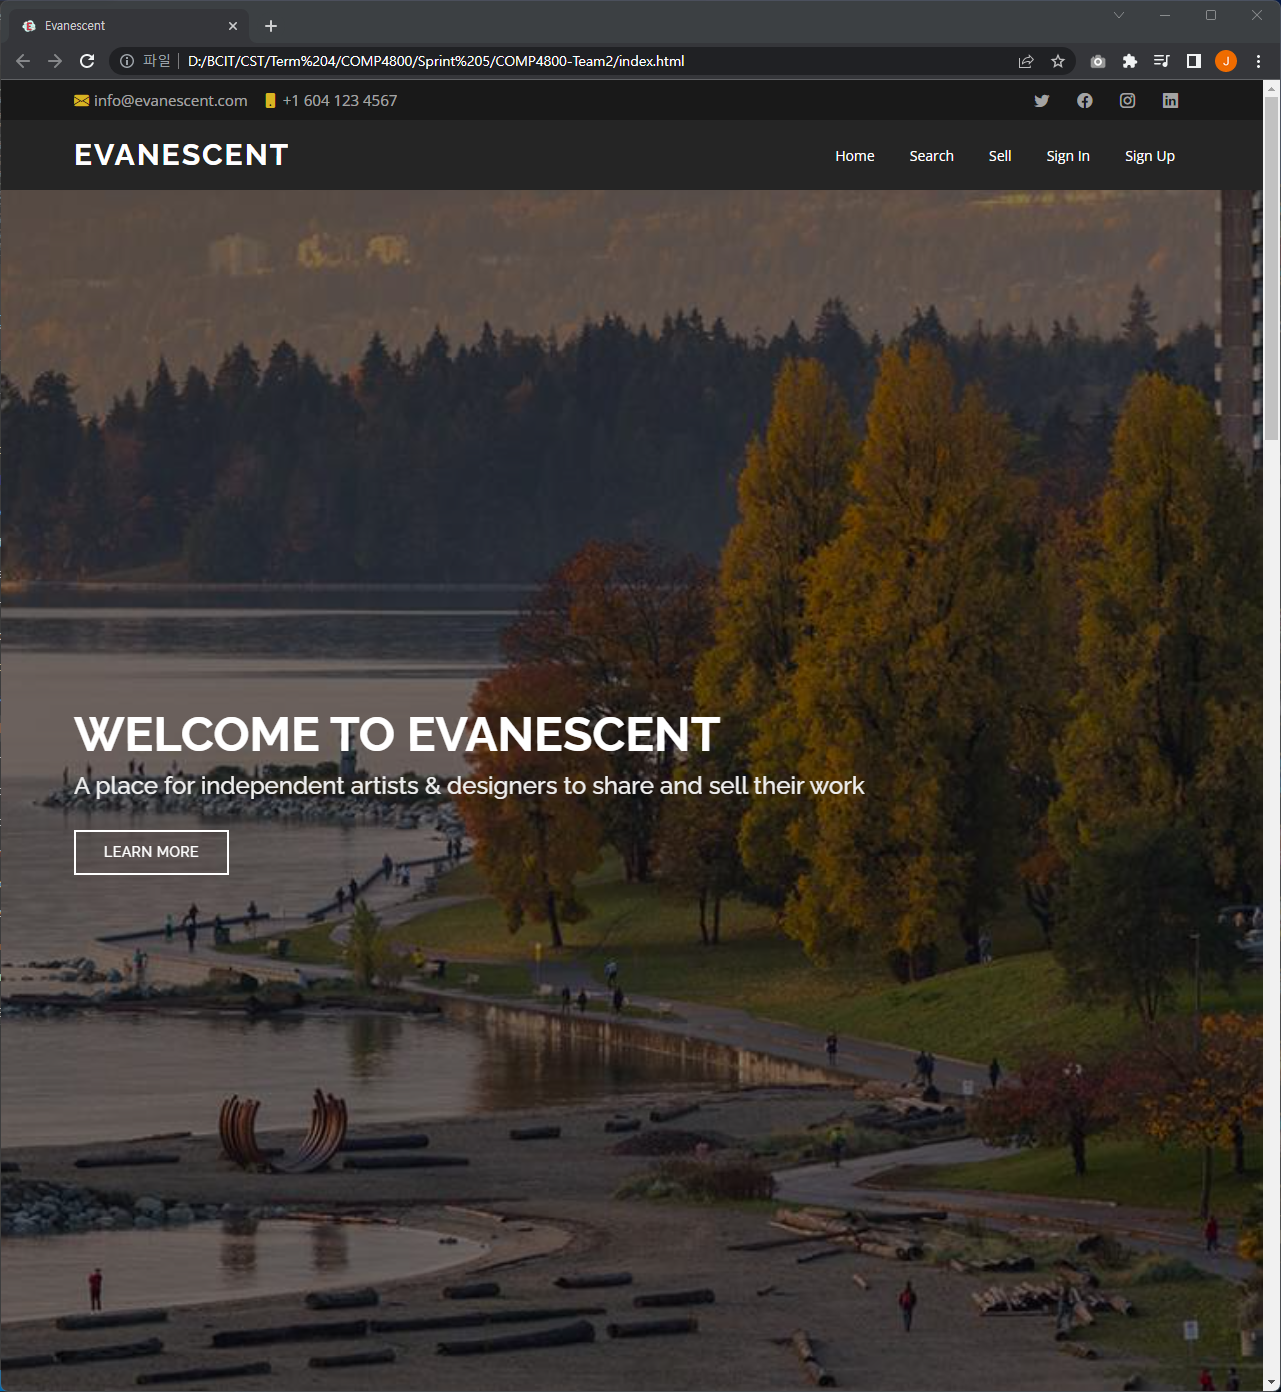 Evanescent
파일 D:/BCIT/CST/Term%204/COMP4800/Sprint%205/COMP4800-Team2/index.html
J
info@evanescent.com +1 604 123 4567
EVANESCENT
Home Search Sell Sign In Sign Up
WELCOME TO EVANESCENT
A place for independent artists & designers to share and sell their work
LEARN MORE